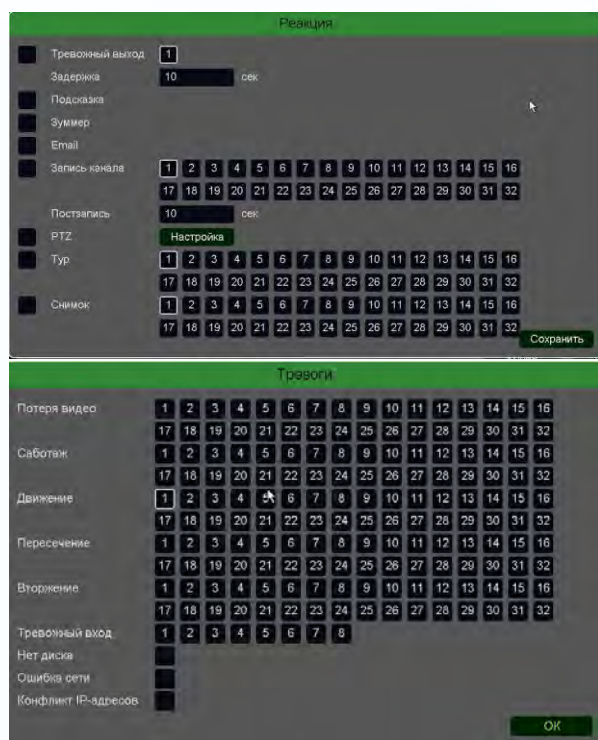 Реакция
Тревожный выход 1
Задержка 10 сек
Подсказка
Зуммер
Email
Запись канала 1 2 3 4 5 6 7 8 9 10 11 12 13 14 15 16
17 18 19 20 21 22 23 24 25 26 27 28 29 30 31 32
Постзапись 10 сек
PTZ Настройка
Тур 1 2 3 4 5 6 7 8 9 10 11 12 13 14 15 16
17 18 19 20 21 22 23 24 25 26 27 28 29 30 31 32
Снимок 1 2 3 4 5 6 7 8 9 10 11 12 13 14 15 16
17 18 19 20 21 22 23 24 25 26 27 28 29 30 31 32
Сохранить
Тревоги
Потеря видео 1 2 3 4 5 6 7 8 9 10 11 12 13 14 15 16
17 18 19 20 21 22 23 24 25 26 27 28 29 30 31 32
Саботаж 1 2 3 4 5 6 7 8 9 10 11 12 13 14 15 16
17 18 19 20 21 22 23 24 25 26 27 28 29 30 31 32
Движение 1 2 3 4 5 6 7 8 9 10 11 12 13 14 15 16
17 18 19 20 21 22 23 24 25 26 27 28 29 30 31 32
Пересечение 1 2 3 4 5 6 7 8 9 10 11 12 13 14 15 16
17 18 19 20 21 22 23 24 25 26 27 28 29 30 31 32
Вторжение 1 2 3 4 5 6 7 8 9 10 11 12 13 14 15 16
17 18 19 20 21 22 23 24 25 26 27 28 29 30 31 32
Тревожный вход 1 2 3 4 5 6 7 8
Нет диска
Ошибка сети
Конфликт IP-адресов
OK